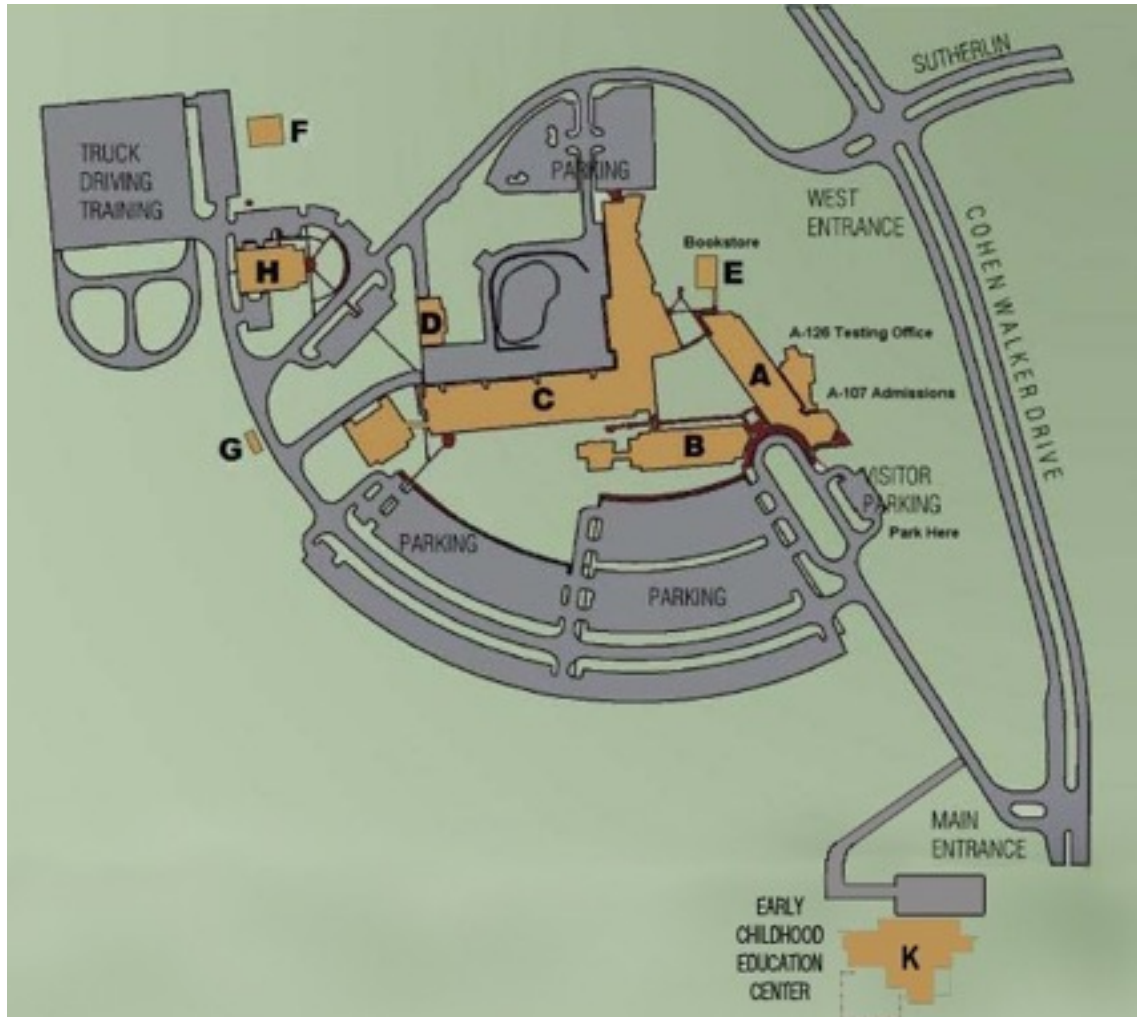 SUTHERLIN
F
TRUCK
DRIVING
TRAINING
PARKING
WEST
ENTRANCE
COHEN WALKER DRIVE
Bookstore
E
H
D
A-126 Testing Office
A
A-107 Admissions
C
B
G
VISITOR
PARKING
Park Here
PARKING
PARKING
MAIN
ENTRANCE
EARLY
CHILDHOOD
EDUCATION
CENTER
K